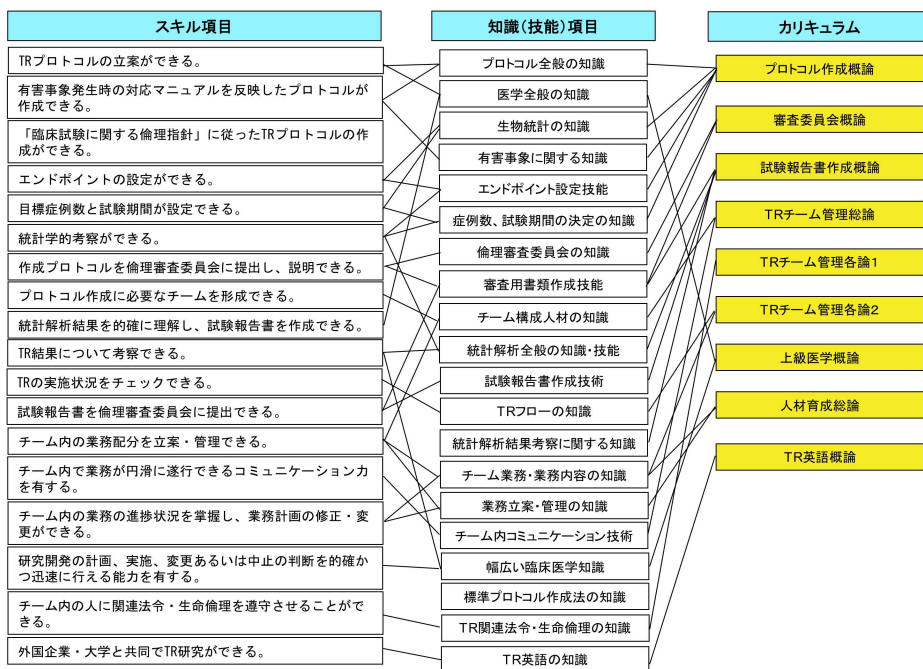 スキル項目
TRプロトコルの立案ができる。
有害事象発生時の対応マニュアルを反映したプロトコルが
作成できる。
「臨床試験に関する倫理指針」に従ったTRプロトコルの作
成ができる。
エンドポイントの設定ができる。
目標症例数と試験期間が設定できる。
統計学的考察ができる。
作成プロトコルを倫理審査委員会に提出し、説明できる。
プロトコル作成に必要なチームを形成できる。
統計解析結果を的確に理解し、試験報告書を作成できる。
TR結果について考察できる。
TRの実施状況をチェックできる。
試験報告書を倫理審査委員会に提出できる。
チーム内の業務配分を立案・管理できる。
チーム内で業務が円滑に遂行できるコミュニケーション力
を有する。
チーム内の業務の進捗状況を掌握し、業務計画の修正・変
更ができる。
研究開発の計画、実施、変更あるいは中止の判断を的確か
つ迅速に行える能力を有する。
チーム内の人に関連法令・生命倫理を遵守させることがで
きる。
外国企業・大学と共同でTR研究ができる。
知識(技能)項目
プロトコル全般の知識
医学全般の知識
生物統計の知識
有害事象に関する知識
エンドポイント設定技能
症例数、試験期間の決定の知識
倫理審査委員会の知識
審査用書類作成技能
チーム構成人材の知識
統計解析全般の知識・技能
試験報告書作成技術
TRフローの知識
統計解析結果考察に関する知識
チーム業務・業務内容の知識
業務立案・管理の知識
チーム内コミュニケーション技術
幅広い臨床医学知識
標準プロトコル作成法の知識
TR関連法令・生命倫理の知識
TR英語の知識
カリキュラム
プロトコル作成概論
審査委員会概論
試験報告書作成概論
TRチーム管理総論
TRチーム管理各論1
TRチーム管理各論2
上級医学概論
人材育成総論
TR英語概論